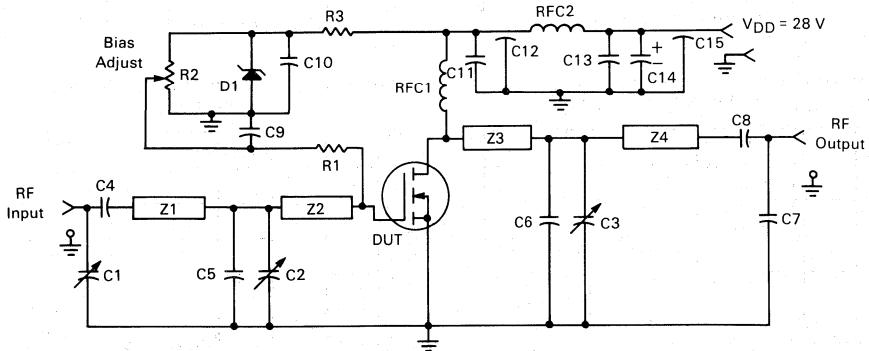 RFC2
R3
V_DD = 28 V
Bias
Adjust
C12
C15
R2
D1
C10
C11
C13
+
–
C14
RFC1
C9
C8
R1
Z3
Z4
RF
Output
RF
Input
C4
Z1
Z2
DUT
C6
C3
C7
C1
C5
C2